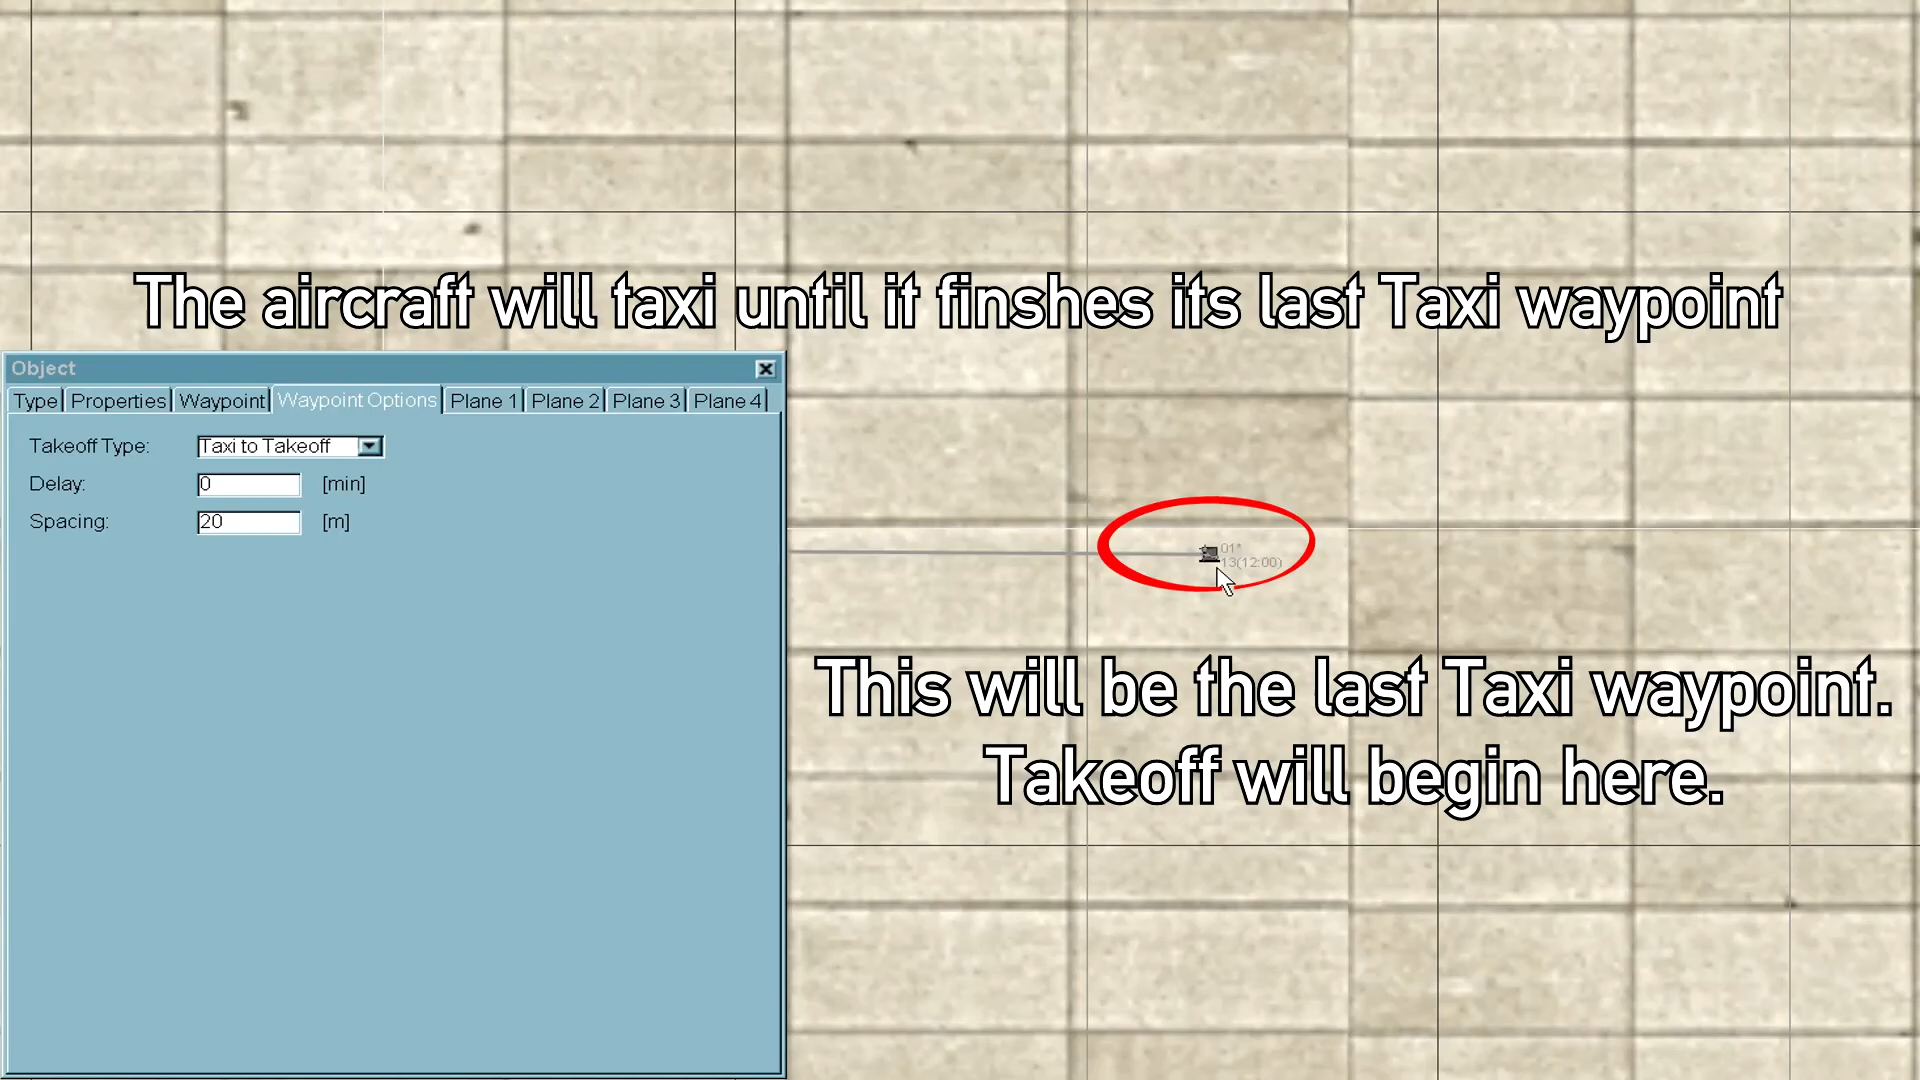 The aircraft will taxi until it finshes its last Taxi waypoint
Object
Type Properties Waypoint Waypoint Options Plane 1 Plane 2 Plane 3 Plane 4
Takeoff Type: Taxi to Takeoff
Delay: 0 [min]
Spacing: 20 [m]
01*
13(12:00)
This will be the last Taxi waypoint.
Takeoff will begin here.